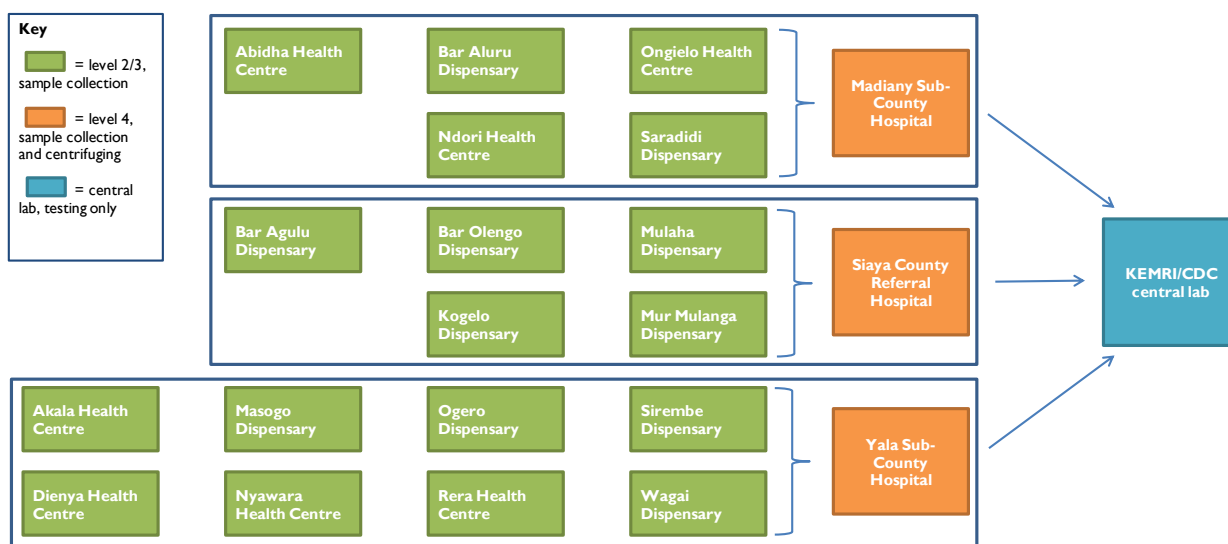 Key
= level 2/3,
sample collection
= level 4,
sample collection
and centrifuging
= central
lab, testing only
Abidha Health
Centre
Bar Aluru
Dispensary
Ongielo Health
Centre
Ndori Health
Centre
Saradidi
Dispensary
Madiany Sub-
County
Hospital
Bar Agulu
Dispensary
Bar Olengo
Dispensary
Mulaha
Dispensary
Kogelo
Dispensary
Mur Mulanga
Dispensary
Siaya County
Referral
Hospital
KEMRI/CDC
central lab
Akala Health
Centre
Masogo
Dispensary
Ogero
Dispensary
Sirembe
Dispensary
Dienya Health
Centre
Nyawara
Health Centre
Rera Health
Centre
Wagai
Dispensary
Yala Sub-
County
Hospital